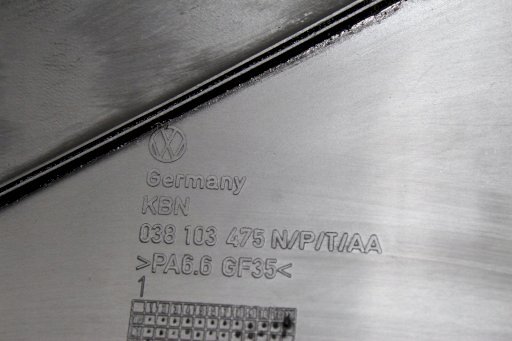 Germany
KBN
038 103 475 N/P/T/AA
>PA6.6 GF35<
1